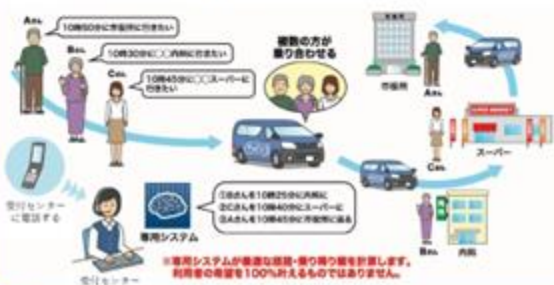 Aさん
10時50分に市役所に行きたい
Bさん
10時30分に〇〇内科に行きたい
Cさん
10時45分に〇〇スーパーに
行きたい
複数の方が
乗り合わせる
市役所
Aさん
Cさん
スーパー
Bさん
内科
受付センター
に電話する
受付センター
専用システム
①Bさんを10時25分に内科に
②Cさんを10時40分にスーパーに
③Aさんを10時45分に市役所に送る
※専用システムが最適な経路・乗り降り順を計算します。
利用者の希望を100%叶えるものではありません。